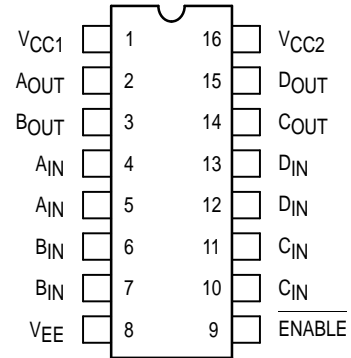 VCC1 1 16 VCC2
AOUT 2 15 DOUT
BOUT 3 14 COUT
AIN 4 13 DIN
AIN 5 12 DIN
BIN 6 11 CIN
BIN 7 10 CIN
VEE 8 9 ENABLE